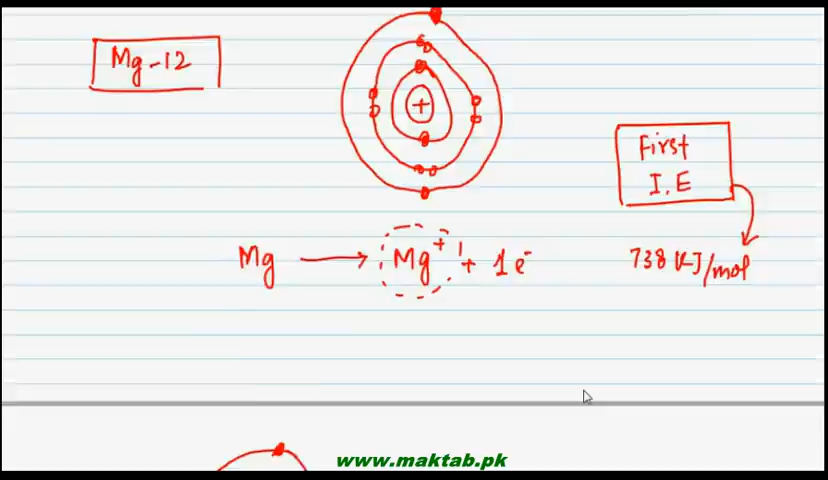 Mg-12
+
First
I.E
Mg → Mg⁺¹ + 1e⁻
738 KJ/mol
www.maktab.pk